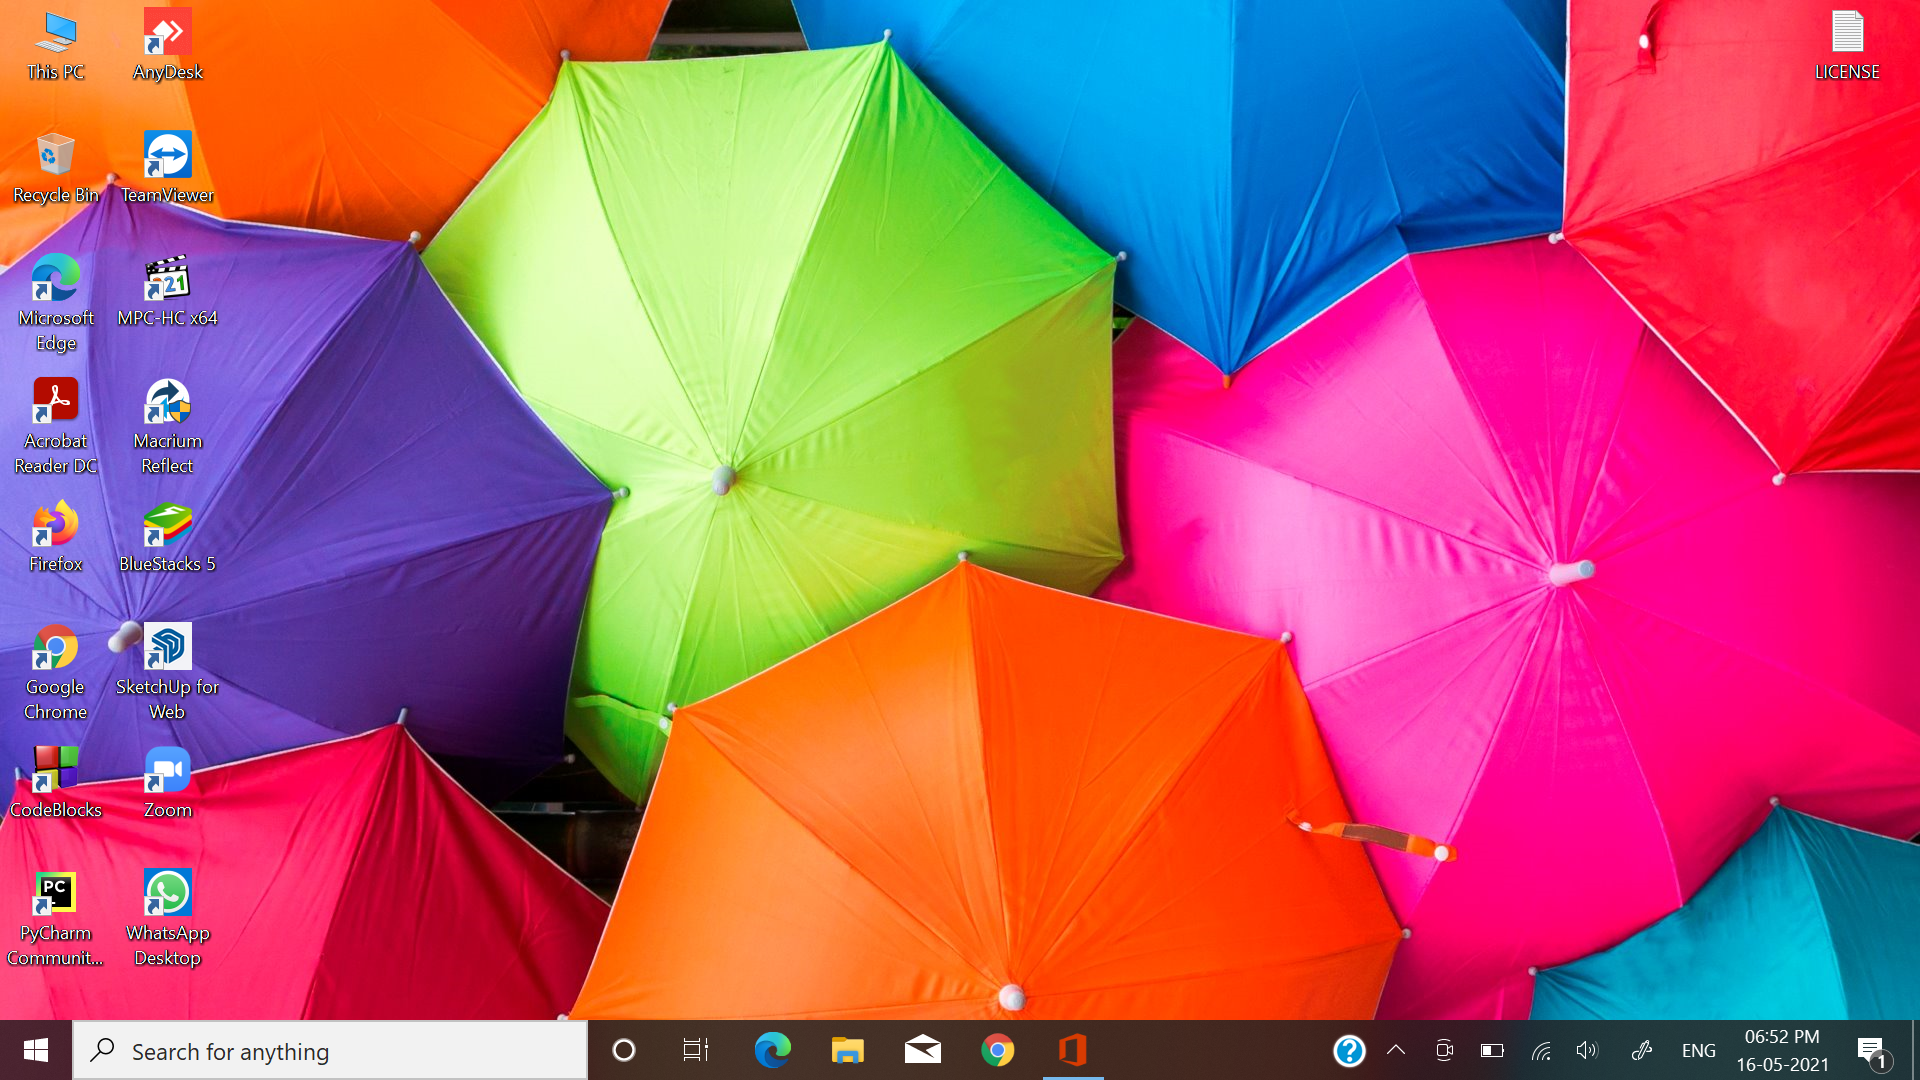 This PC
AnyDesk
LICENSE
Recycle Bin
TeamViewer
Microsoft
Edge
MPC-HC x64
321
Acrobat
Reader DC
Macrium
Reflect
Firefox
BlueStacks 5
Google
Chrome
SketchUp for
Web
CodeBlocks
Zoom
PC
PyCharm
Communit...
WhatsApp
Desktop
Search for anything
?
ENG
06:52 PM
16-05-2021
1